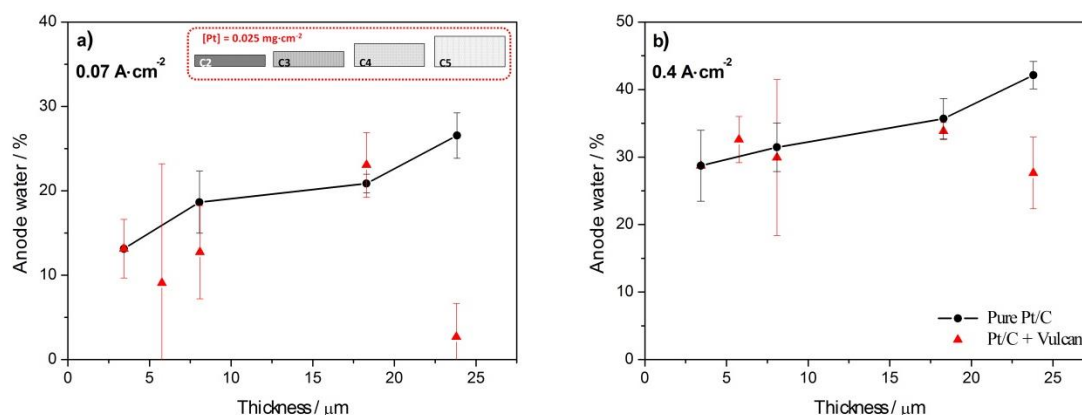 a)
0.07 A·cm⁻²
[Pt] = 0.025 mg·cm⁻²
C2 C3 C4 C5
Anode water / %
40
30
20
10
0
0 5 10 15 20 25
Thickness / μm
b)
0.4 A·cm⁻²
Anode water / %
50
40
30
20
10
0
Pure Pt/C
Pt/C + Vulcan
0 5 10 15 20 25
Thickness / μm